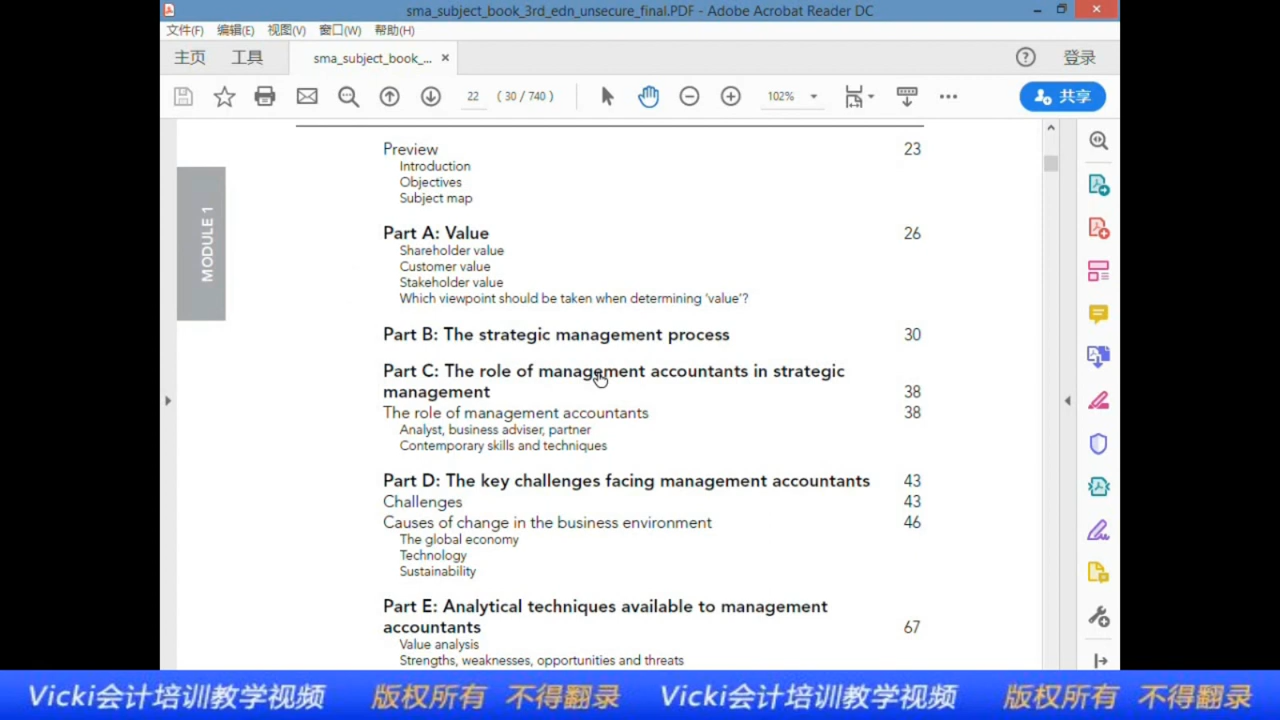 sma_subject_book_3rd_edn_unsecure_final.PDF - Adobe Acrobat Reader DC
文件(F) 编辑(E) 视图(V) 窗口(W) 帮助(H)
主页 工具 sma_subject_book_... × 登录
22 (30 / 740) 102% 共享
MODULE 1
Preview 23
Introduction
Objectives
Subject map
Part A: Value 26
Shareholder value
Customer value
Stakeholder value
Which viewpoint should be taken when determining 'value'?
Part B: The strategic management process 30
Part C: The role of management accountants in strategic
management 38
The role of management accountants 38
Analyst, business adviser, partner
Contemporary skills and techniques
Part D: The key challenges facing management accountants 43
Challenges 43
Causes of change in the business environment 46
The global economy
Technology
Sustainability
Part E: Analytical techniques available to management
accountants 67
Value analysis
Strengths, weaknesses, opportunities and threats
Vicki会计培训教学视频 版权所有 不得翻录 Vicki会计培训教学视频 版权所有 不得翻录